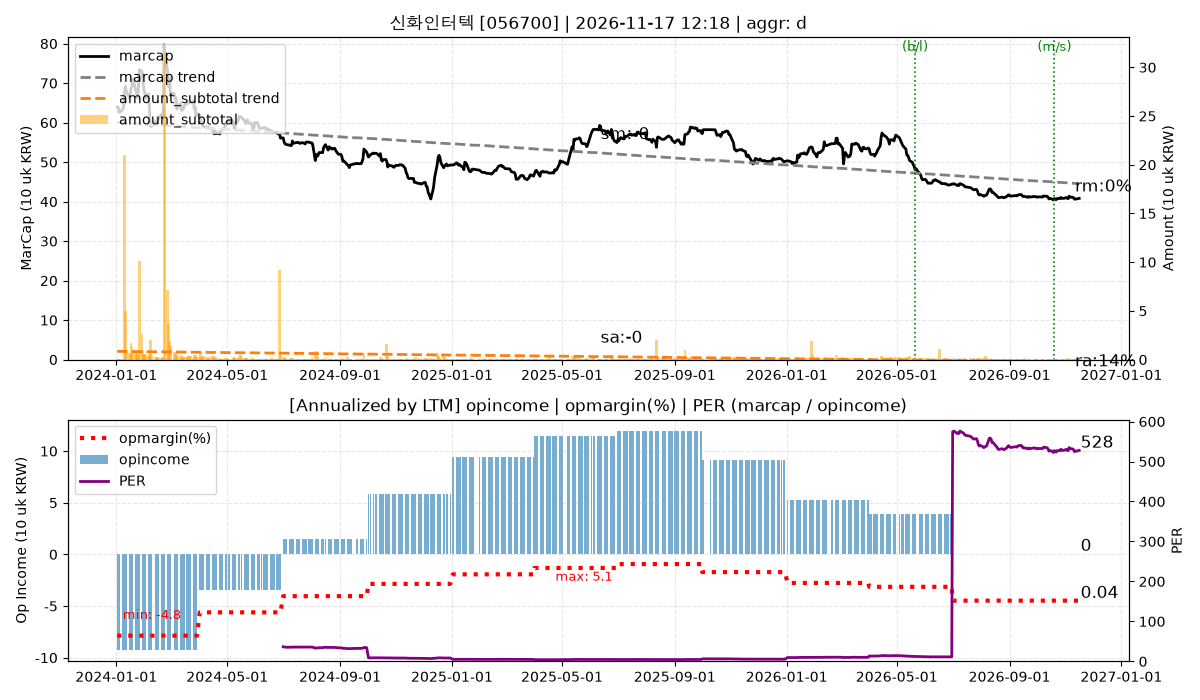 신화인터텍 [056700] | 2026-11-17 12:18 | aggr: d
marcap
marcap trend
amount_subtotal trend
amount_subtotal
(b/l)
(m/s)
sm:-0
rm:0%
sa:-0
ra:14%
MarCap (10 uk KRW)
80
70
60
50
40
30
20
10
0
Amount (10 uk KRW)
30
25
20
15
10
5
0
2024-01-01 2024-05-01 2024-09-01 2025-01-01 2025-05-01 2025-09-01 2026-01-01 2026-05-01 2026-09-01 2027-01-01
[Annualized by LTM] opincome | opmargin(%) | PER (marcap / opincome)
opmargin(%)
opincome
PER
min: -4.8
max: 5.1
528
0
0.04
Op Income (10 uk KRW)
10
5
0
-5
-10
PER
600
500
400
300
200
100
0
2024-01-01 2024-05-01 2024-09-01 2025-01-01 2025-05-01 2025-09-01 2026-01-01 2026-05-01 2026-09-01 2027-01-01